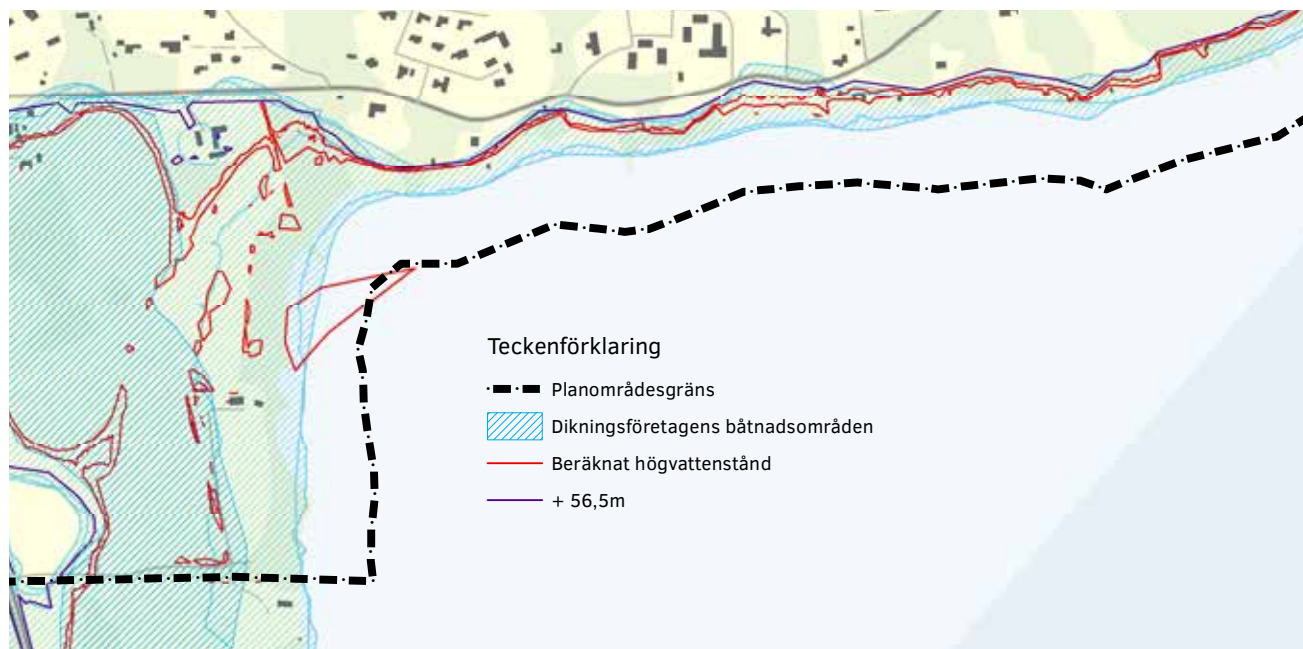 Teckenförklaring
Planområdesgräns
Dikningsföretagens båtnadsområden
Beräknat högvattenstånd
+ 56,5m